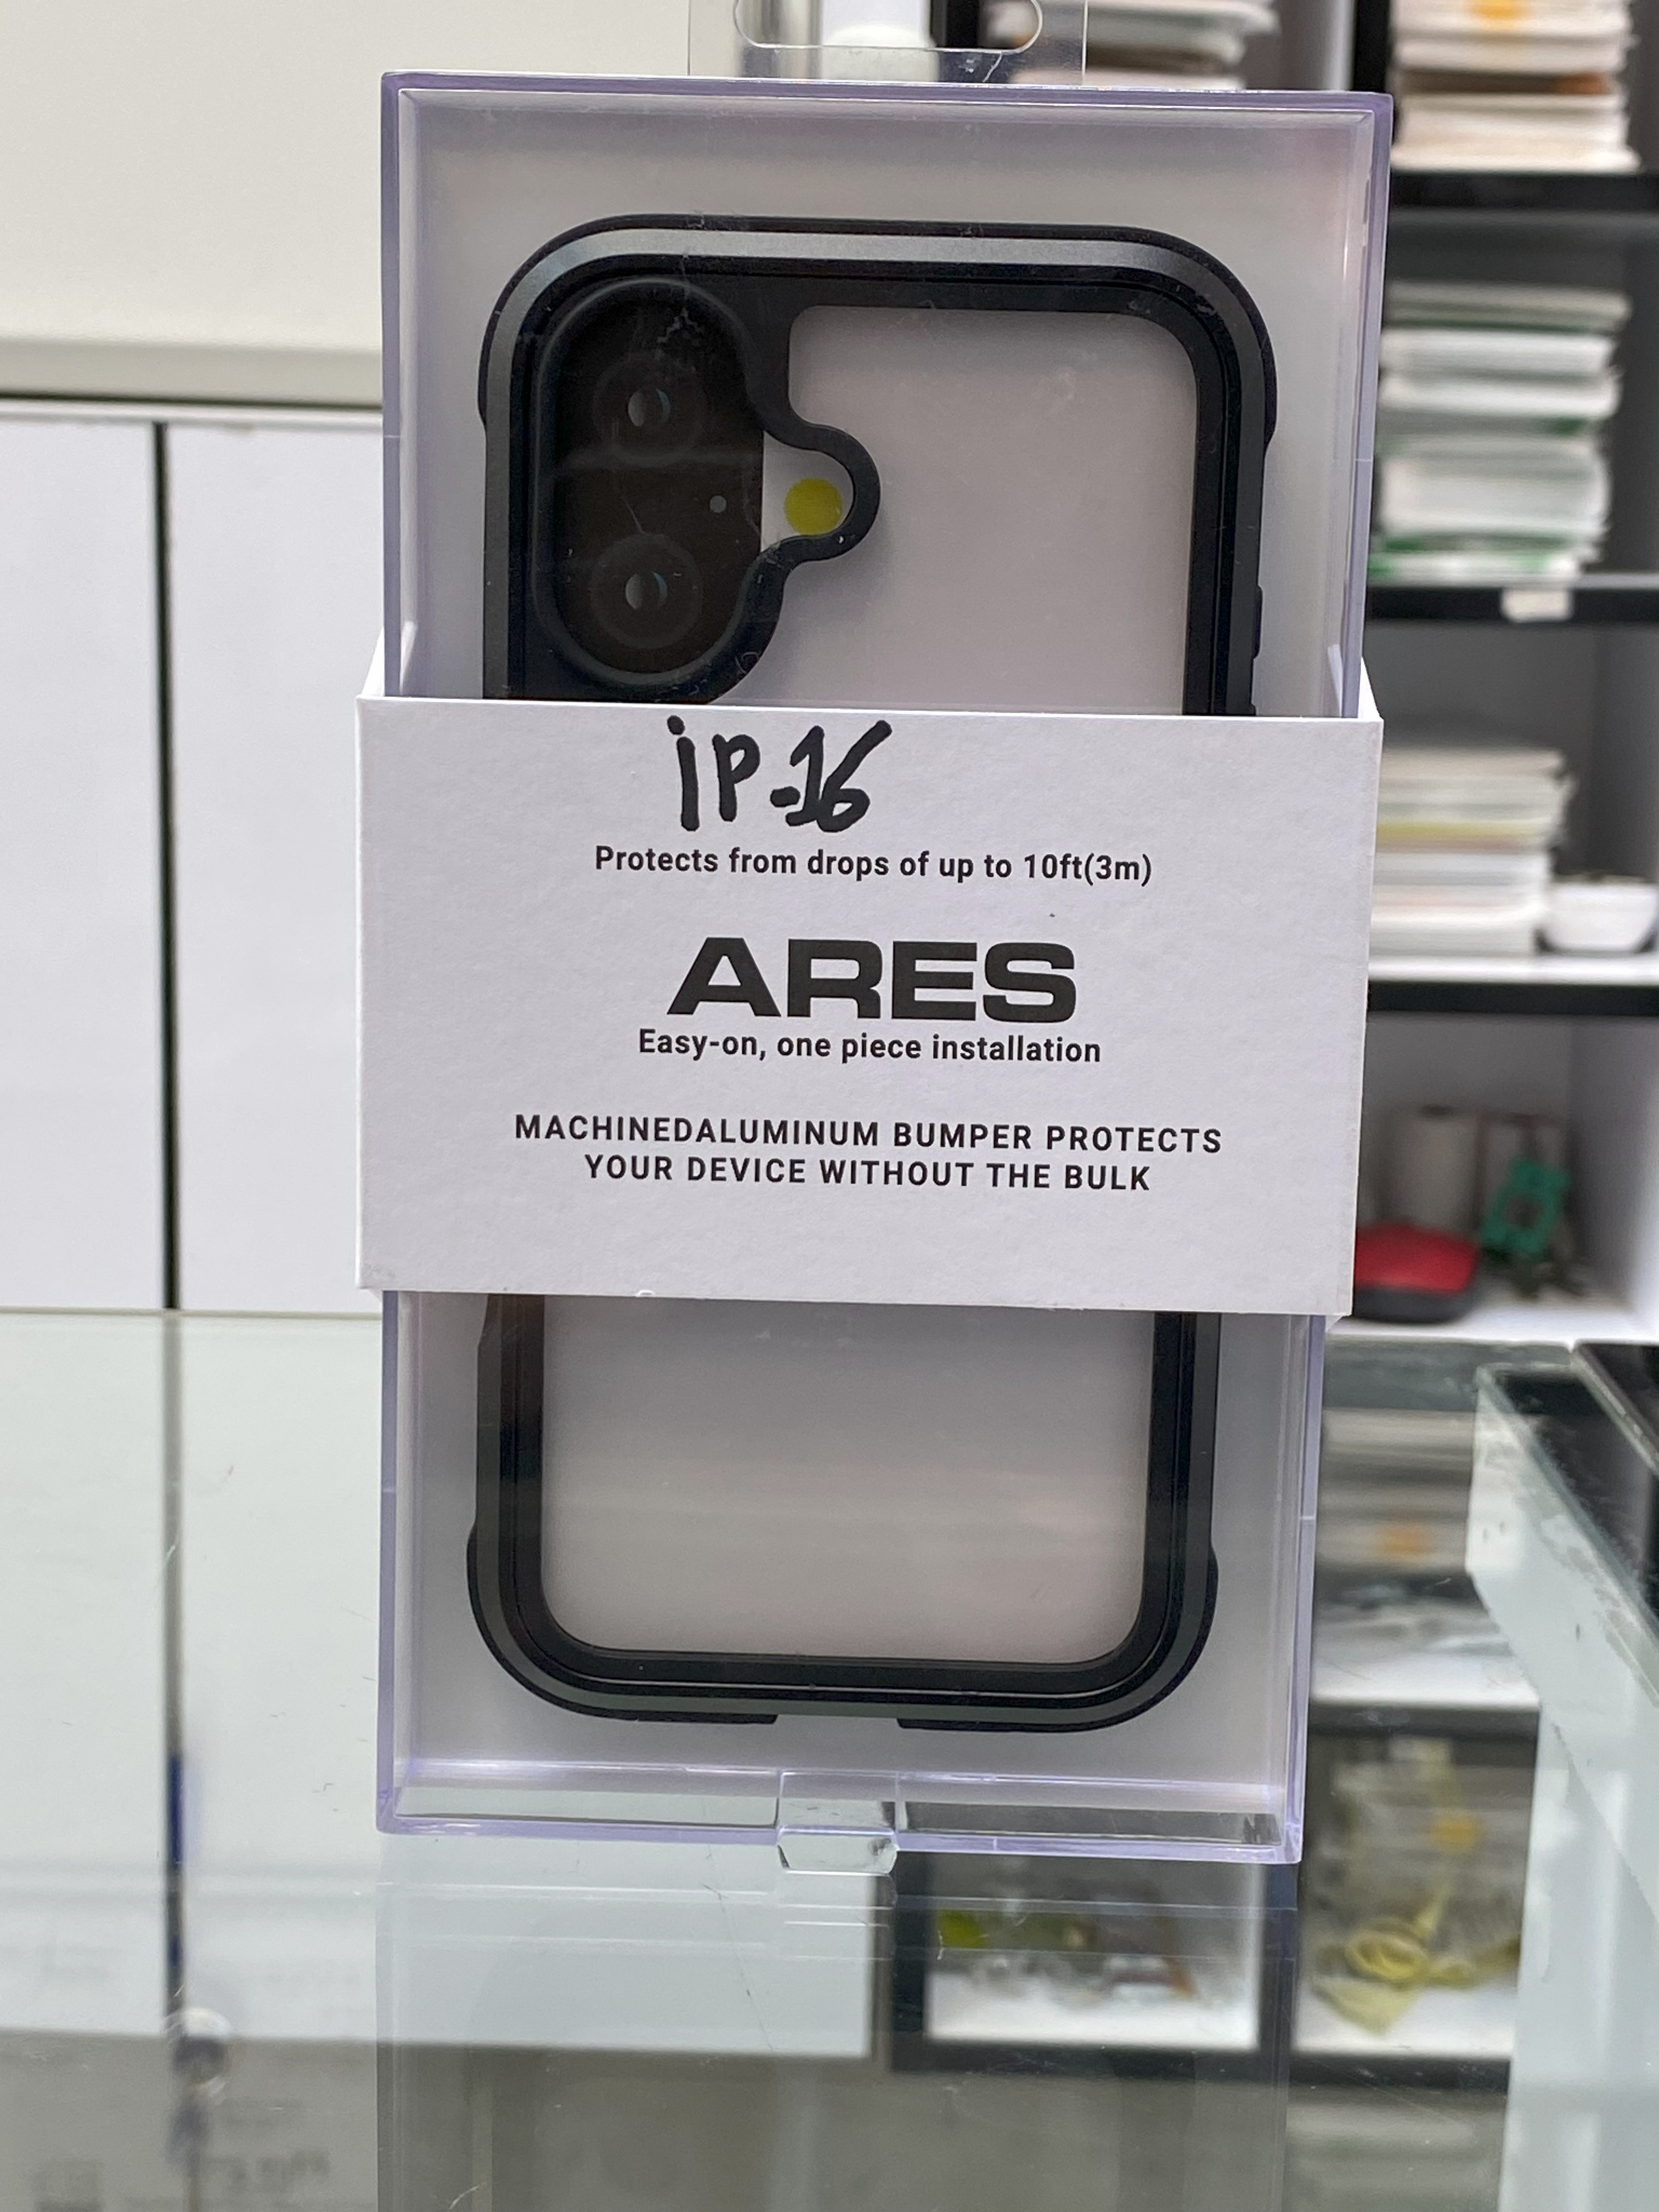 iP-16
Protects from drops of up to 10ft(3m)
ARES
Easy-on, one piece installation
MACHINEDALUMINUM BUMPER PROTECTS
YOUR DEVICE WITHOUT THE BULK